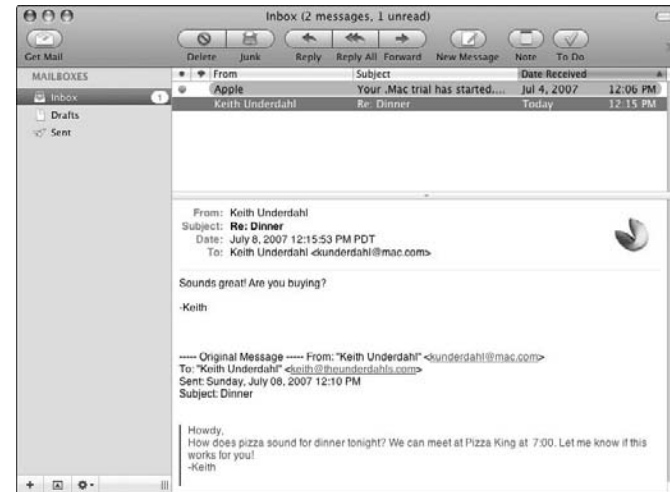 Inbox (2 messages, 1 unread)
Get Mail Delete Junk Reply Reply All Forward New Message Note To Do
MAILBOXES
From Subject Date Received
Inbox 1
Apple Your .Mac trial has started.... Jul 4, 2007 12:06 PM
Keith Underdahl Re: Dinner Today 12:15 PM
Drafts
Sent
From: Keith Underdahl
Subject: Re: Dinner
Date: July 8, 2007 12:15:53 PM PDT
To: Keith Underdahl <kunderdahl@mac.com>
Sounds great! Are you buying?
-Keith
----- Original Message ----- From: "Keith Underdahl" <kunderdahl@mac.com>
To: "Keith Underdahl" <keith@theunderdahls.com>
Sent: Sunday, July 08, 2007 12:10 PM
Subject: Dinner
Howdy,
How does pizza sound for dinner tonight? We can meet at Pizza King at 7:00. Let me know if this
works for you!
-Keith